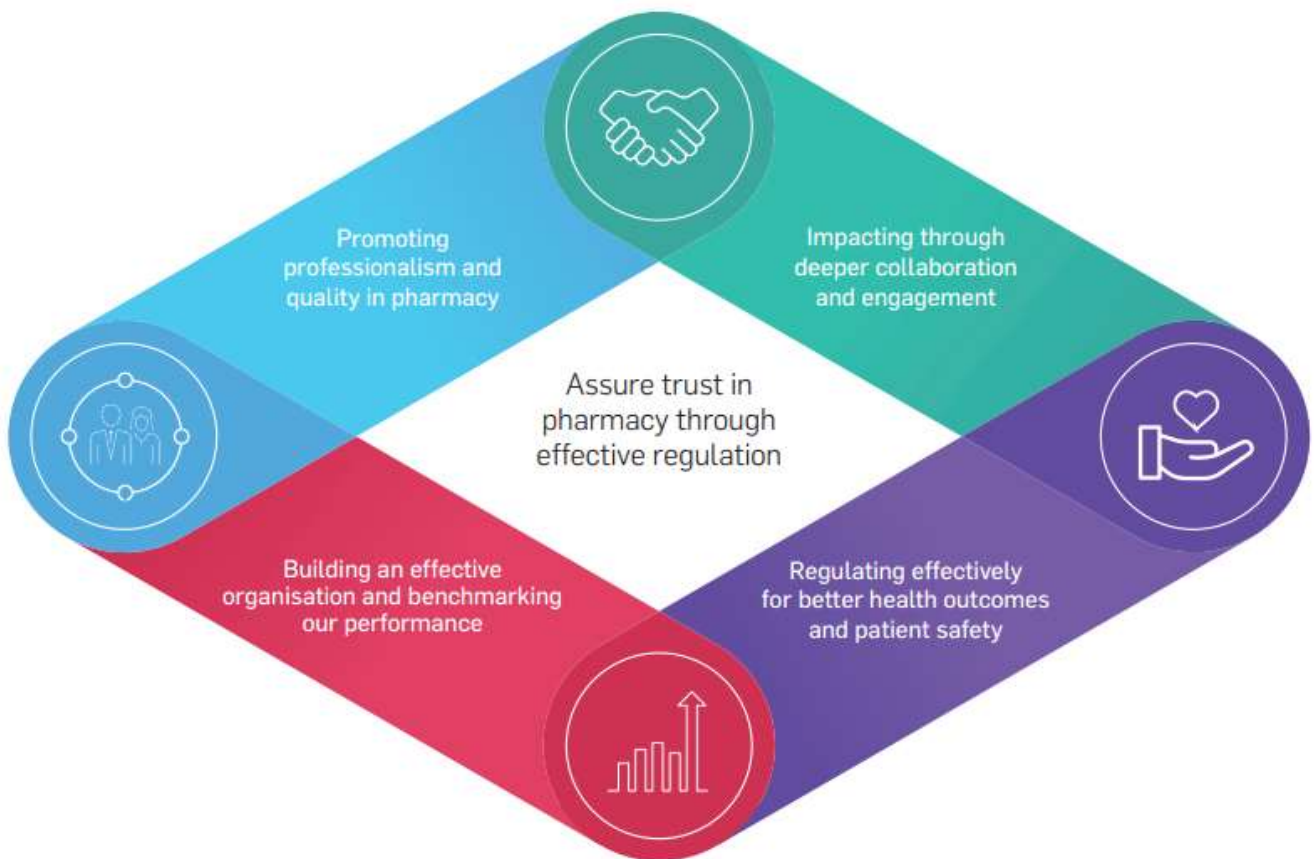 Promoting
professionalism and
quality in pharmacy
Impacting through
deeper collaboration
and engagement
Assure trust in
pharmacy through
effective regulation
Building an effective
organisation and benchmarking
our performance
Regulating effectively
for better health outcomes
and patient safety